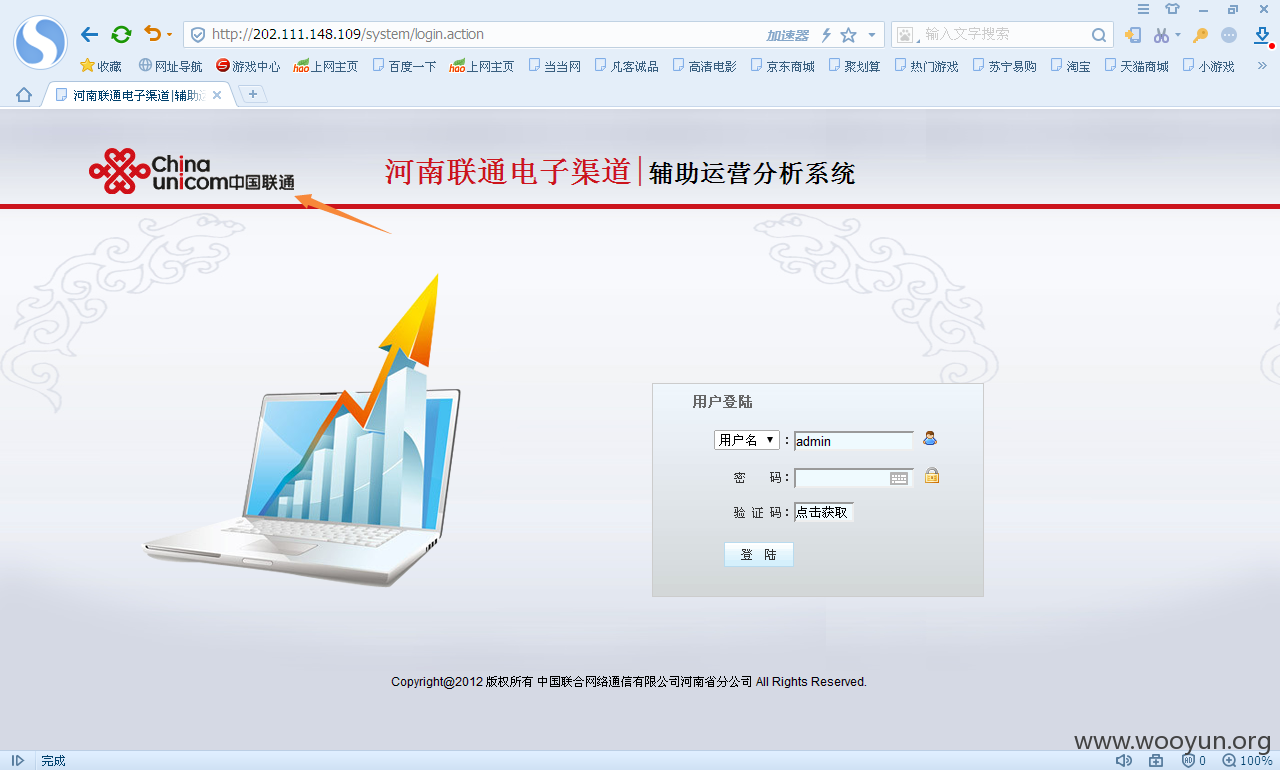 http://202.111.148.109/system/login.action
加速器
输入文字搜索
收藏 网址导航 游戏中心 hao 上网主页 百度一下 hao 上网主页 当当网 凡客诚品 高清电影 京东商城 聚划算 热门游戏 苏宁易购 淘宝 天猫商城 小游戏
河南联通电子渠道|辅助
China
unicom中国联通
河南联通电子渠道|辅助运营分析系统
用户登陆
用户名 ▼ : admin
密 码:
验 证 码: 点击获取
登 陆
Copyright@2012 版权所有 中国联合网络通信有限公司河南省分公司 All Rights Reserved.
www.wooyun.org
完成
0
100%